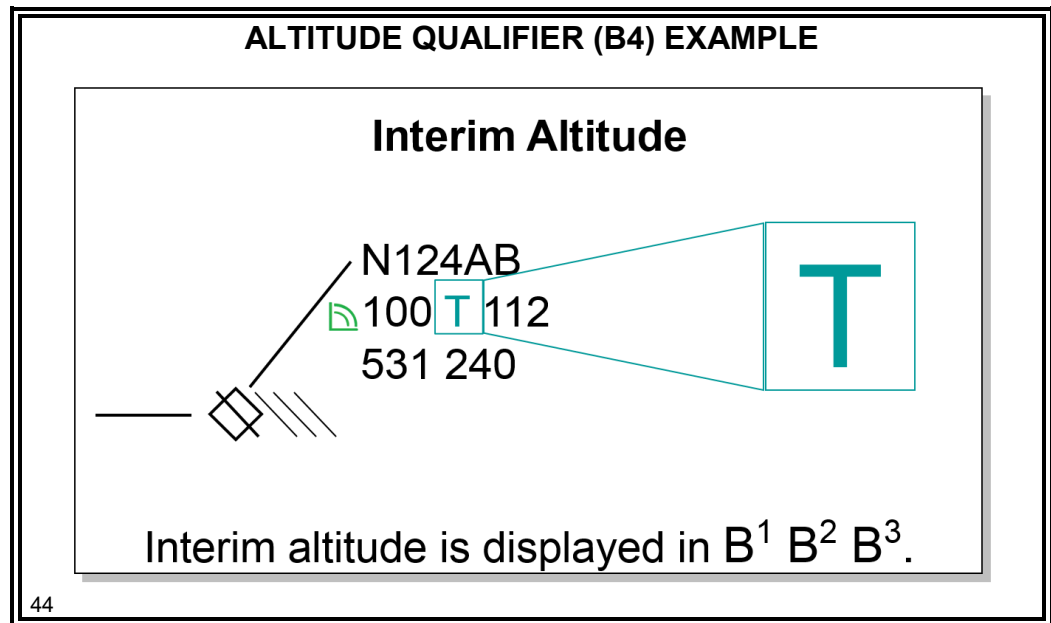 ALTITUDE QUALIFIER (B4) EXAMPLE
Interim Altitude
N124AB
100 T 112
T
531 240
Interim altitude is displayed in B¹ B² B³.
44